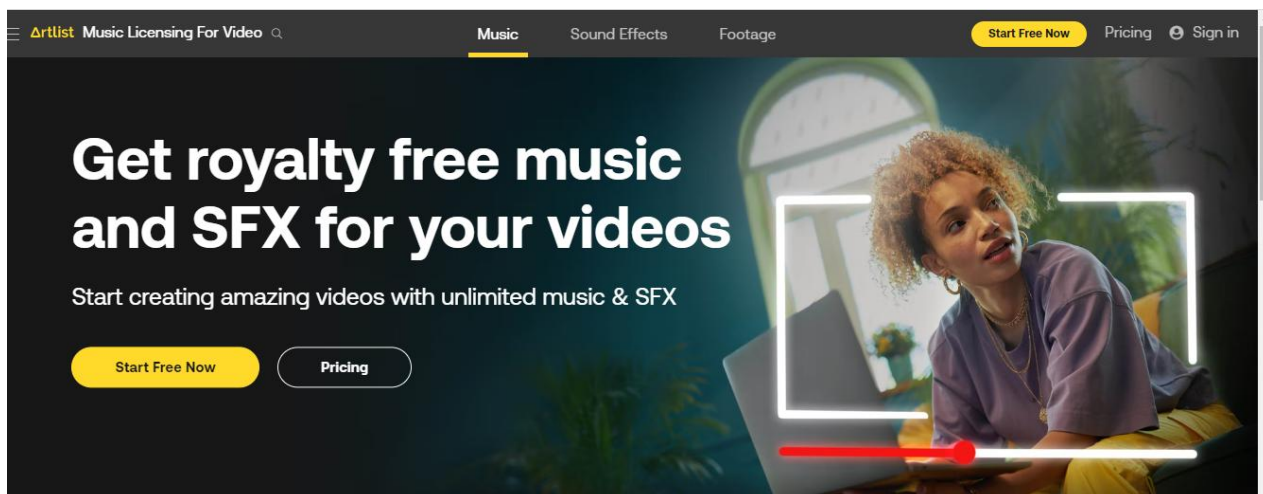 Artlist Music Licensing For Video
Music
Sound Effects
Footage
Start Free Now
Pricing
Sign in
Get royalty free music
and SFX for your videos
Start creating amazing videos with unlimited music & SFX
Start Free Now
Pricing